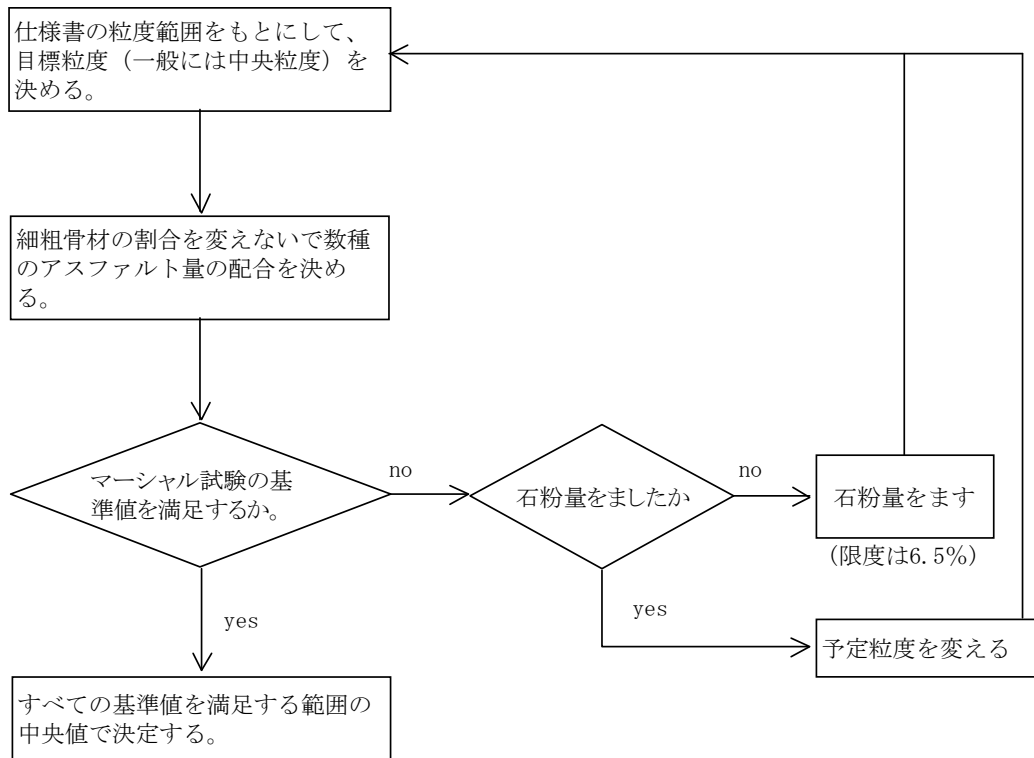 仕様書の粒度範囲をもとにして、
目標粒度（一般には中央粒度）を
決める。
細粗骨材の割合を変えないで数種
のアスファルト量の配合を決め
る。
マーシャル試験の基
準値を満足するか。
no
石粉量をましたか
no
石粉量をます
（限度は6.5％）
yes
yes
予定粒度を変える
すべての基準値を満足する範囲の
中央値で決定する。